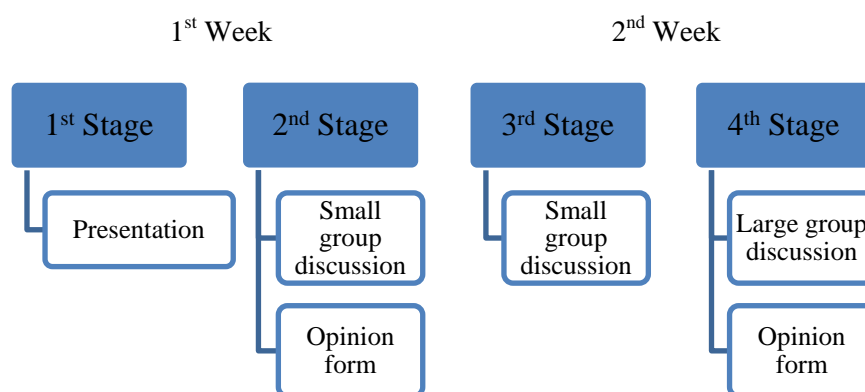 1st Week
2nd Week
1st Stage
2nd Stage
3rd Stage
4th Stage
Presentation
Small
group
discussion
Opinion
form
Small
group
discussion
Large group
discussion
Opinion
form